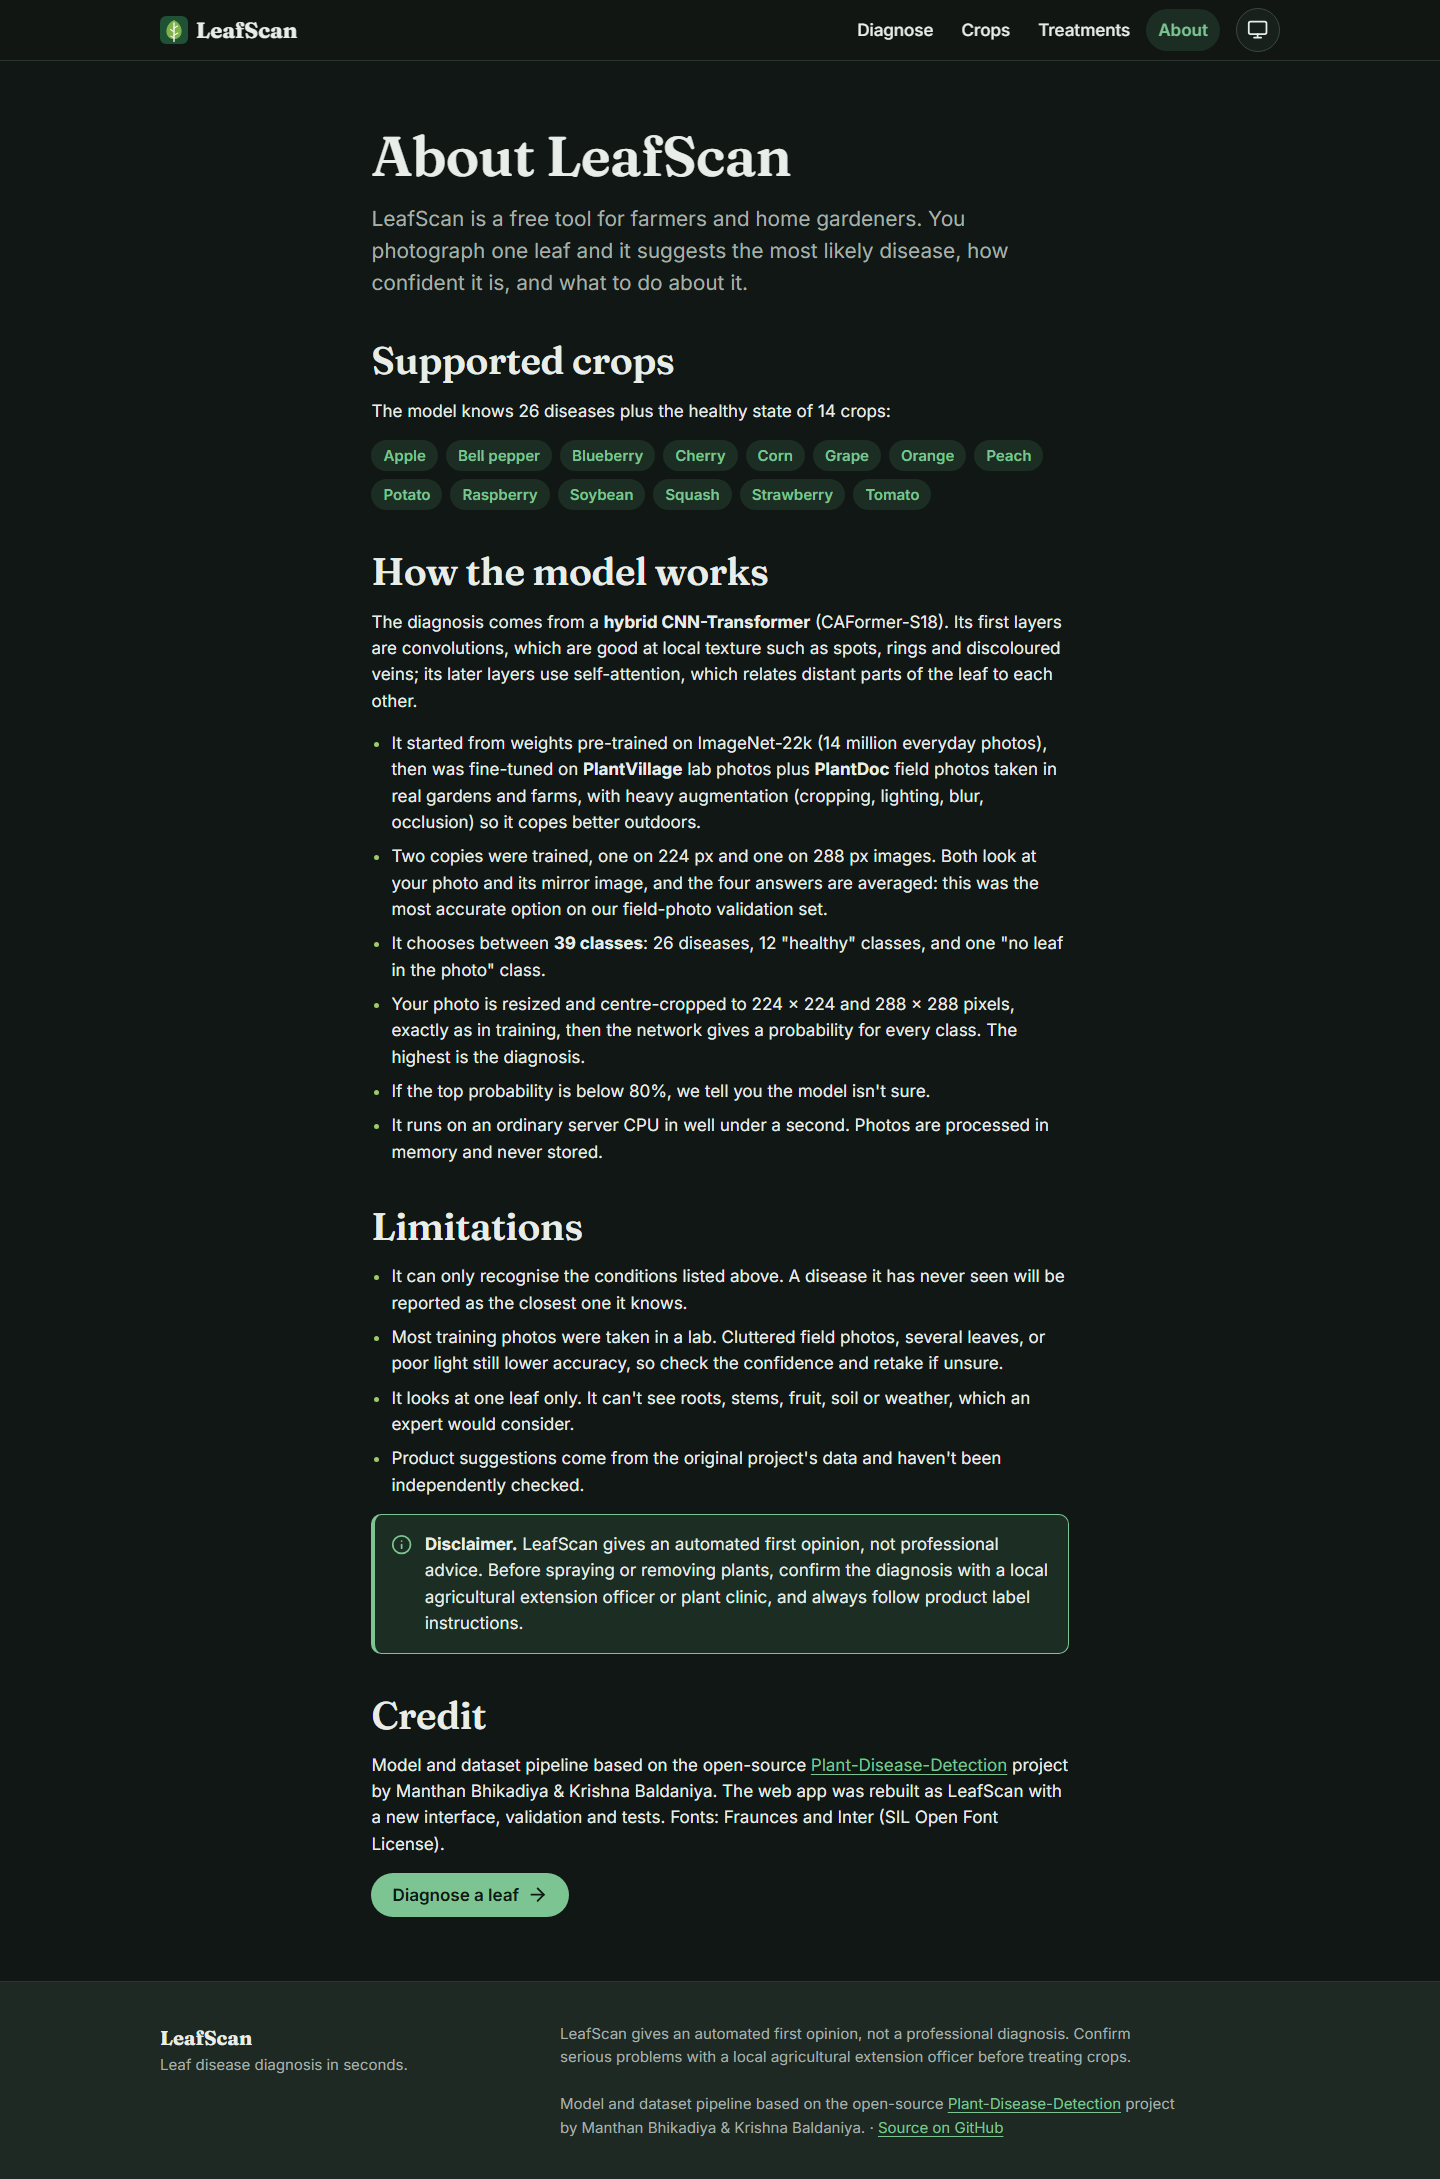 LeafScan
Diagnose Crops Treatments About
About LeafScan
LeafScan is a free tool for farmers and home gardeners. You
photograph one leaf and it suggests the most likely disease, how
confident it is, and what to do about it.
Supported crops
The model knows 26 diseases plus the healthy state of 14 crops:
Apple Bell pepper Blueberry Cherry Corn Grape Orange Peach
Potato Raspberry Soybean Squash Strawberry Tomato
How the model works
The diagnosis comes from a hybrid CNN-Transformer (CAFormer-S18). Its first layers
are convolutions, which are good at local texture such as spots, rings and discoloured
veins; its later layers use self-attention, which relates distant parts of the leaf to each
other.
• It started from weights pre-trained on ImageNet-22k (14 million everyday photos),
then was fine-tuned on PlantVillage lab photos plus PlantDoc field photos taken in
real gardens and farms, with heavy augmentation (cropping, lighting, blur,
occlusion) so it copes better outdoors.
• Two copies were trained, one on 224 px and one on 288 px images. Both look at
your photo and its mirror image, and the four answers are averaged: this was the
most accurate option on our field-photo validation set.
• It chooses between 39 classes: 26 diseases, 12 "healthy" classes, and one "no leaf
in the photo" class.
• Your photo is resized and centre-cropped to 224 × 224 and 288 × 288 pixels,
exactly as in training, then the network gives a probability for every class. The
highest is the diagnosis.
• If the top probability is below 80%, we tell you the model isn't sure.
• It runs on an ordinary server CPU in well under a second. Photos are processed in
memory and never stored.
Limitations
• It can only recognise the conditions listed above. A disease it has never seen will be
reported as the closest one it knows.
• Most training photos were taken in a lab. Cluttered field photos, several leaves, or
poor light still lower accuracy, so check the confidence and retake if unsure.
• It looks at one leaf only. It can't see roots, stems, fruit, soil or weather, which an
expert would consider.
• Product suggestions come from the original project's data and haven't been
independently checked.
Disclaimer. LeafScan gives an automated first opinion, not professional
advice. Before spraying or removing plants, confirm the diagnosis with a local
agricultural extension officer or plant clinic, and always follow product label
instructions.
Credit
Model and dataset pipeline based on the open-source Plant-Disease-Detection project
by Manthan Bhikadiya & Krishna Baldaniya. The web app was rebuilt as LeafScan with
a new interface, validation and tests. Fonts: Fraunces and Inter (SIL Open Font
License).
Diagnose a leaf →
LeafScan
Leaf disease diagnosis in seconds.
LeafScan gives an automated first opinion, not a professional diagnosis. Confirm
serious problems with a local agricultural extension officer before treating crops.
Model and dataset pipeline based on the open-source Plant-Disease-Detection project
by Manthan Bhikadiya & Krishna Baldaniya. · Source on GitHub